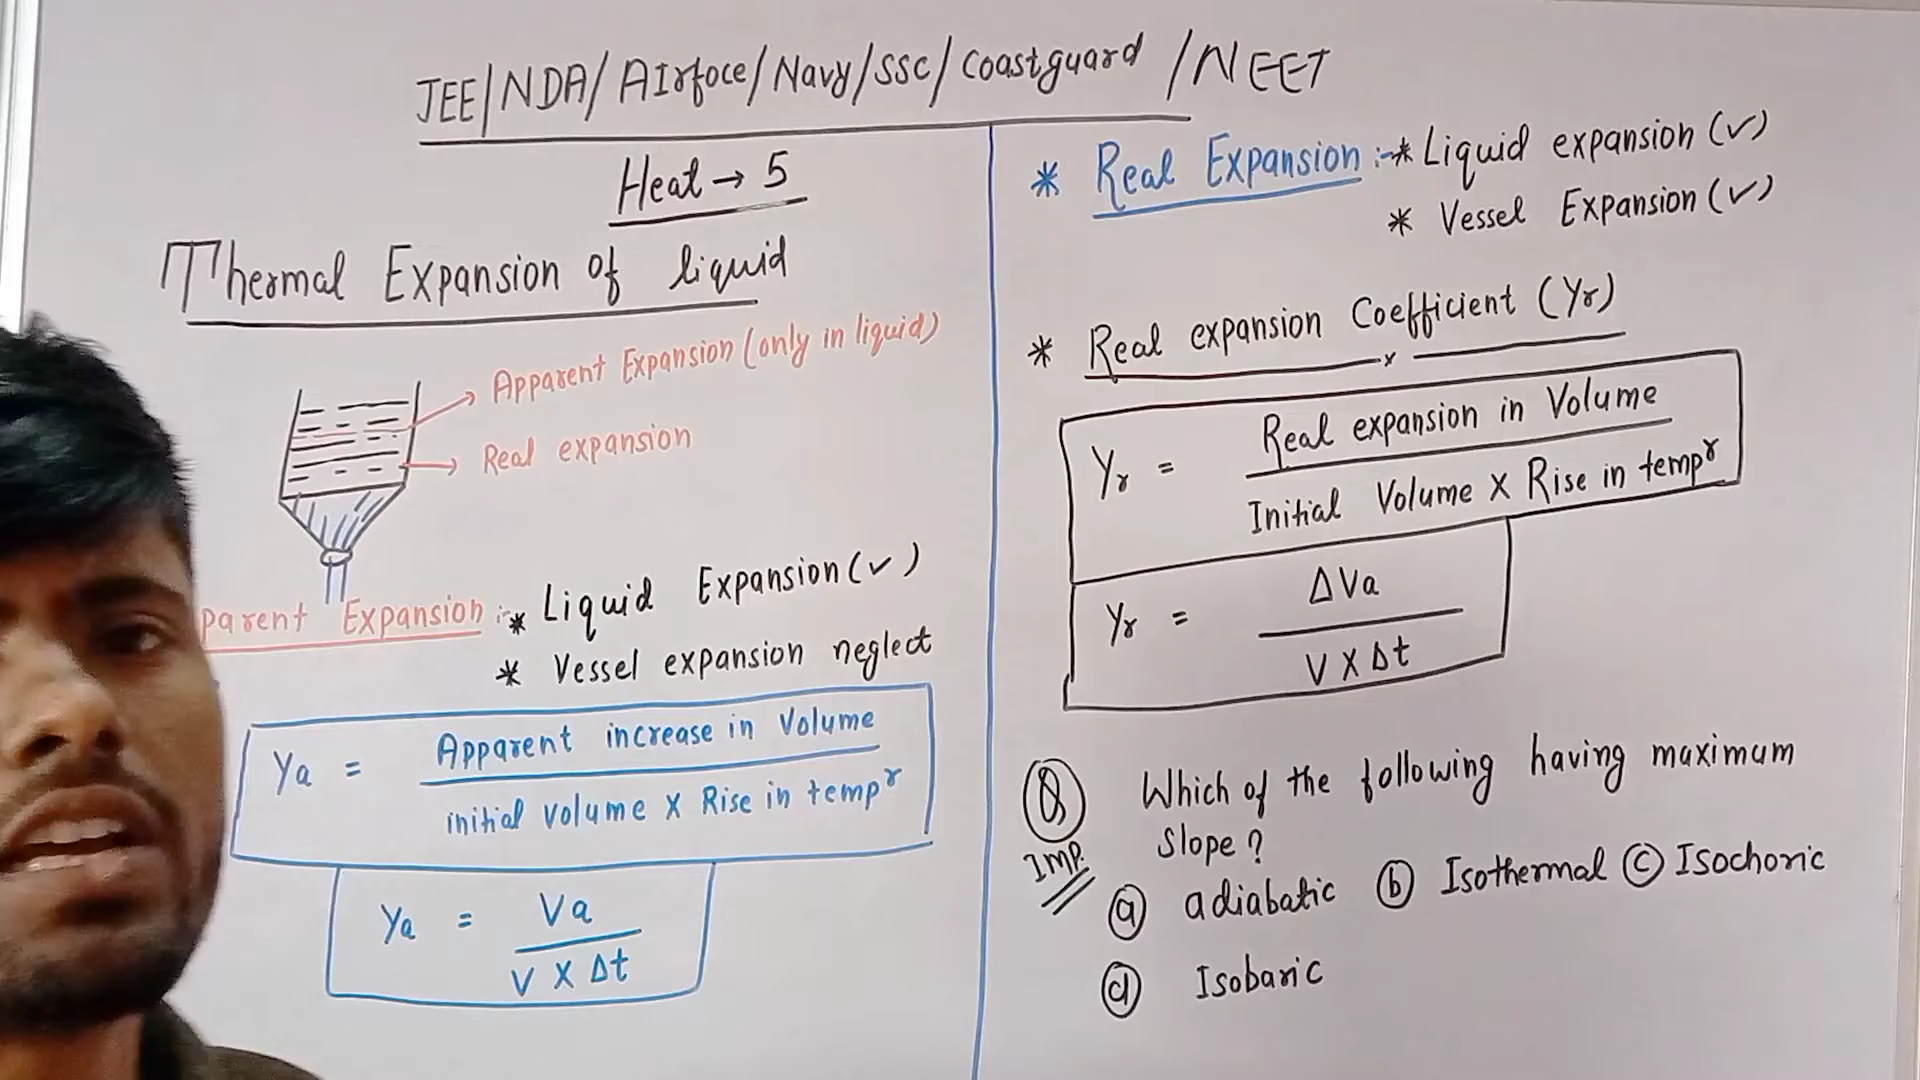 JEE/NDA/AIrfoce/Navy/SSC/Coastguard/NEET
Heat → 5
Thermal Expansion of liquid
Apparent Expansion (only in liquid)
Real expansion
parent Expansion :- * Liquid Expansion (✓)
* Vessel expansion neglect
Ya = Apparent increase in Volume
initial volume X Rise in tempr
Ya = Va
V X Δt
* Real Expansion :- * Liquid expansion (✓)
* Vessel Expansion (✓)
* Real expansion Coefficient (Yr)
Yr = Real expansion in Volume
Initial Volume X Rise in tempr
Yr = ΔVa
V X Δt
Q Which of the following having maximum
Slope?
IMP.
a adiabatic b Isothermal c Isochoric
d Isobaric